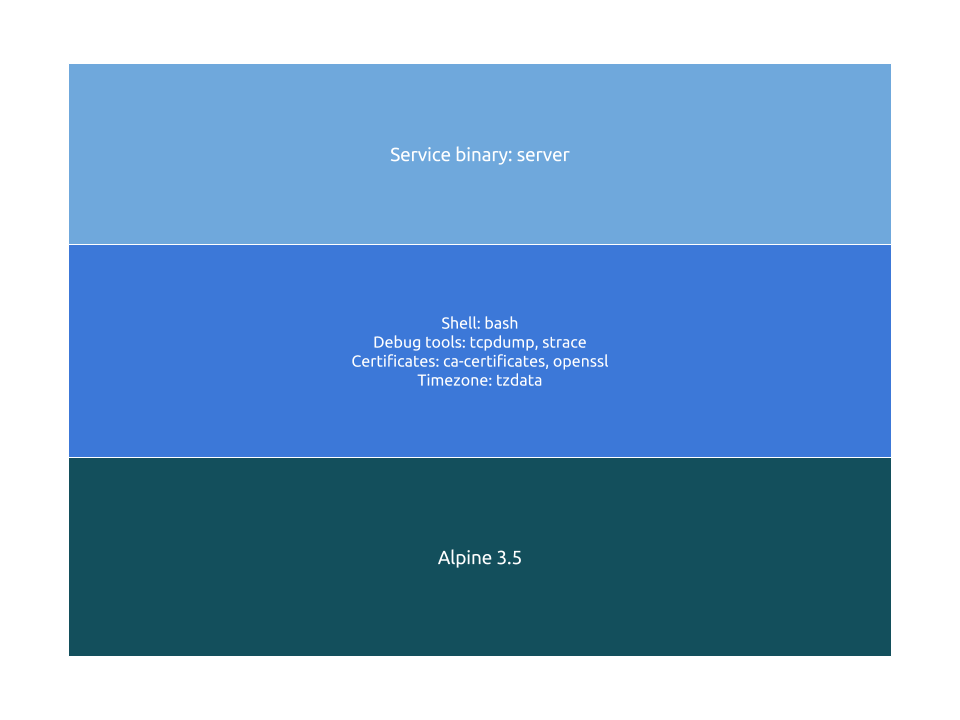 Service binary: server
Shell: bash
Debug tools: tcpdump, strace
Certificates: ca-certificates, openssl
Timezone: tzdata
Alpine 3.5